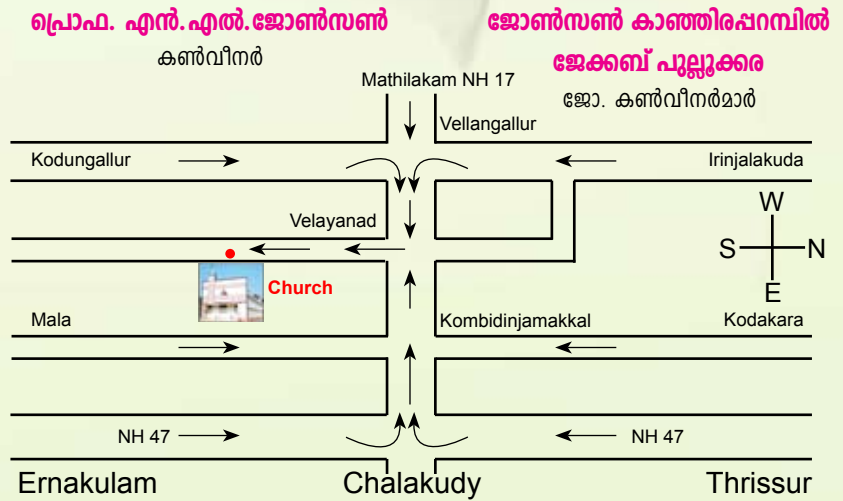 പ്രൊഫ. എൻ.എൽ.ജോൺസൺ
കൺവീനർ
ജോൺസൺ കാഞ്ഞിരപ്പറമ്പിൽ
ജേക്കബ് പുല്ലൂക്കര
ജോ. കൺവീനർമാർ
Mathilakam NH 17
Vellangallur
Kodungallur
Irinjalakuda
Velayanad
W
S
N
E
Church
Mala
Kombidinjamakkal
Kodakara
NH 47
NH 47
Ernakulam
Chalakudy
Thrissur